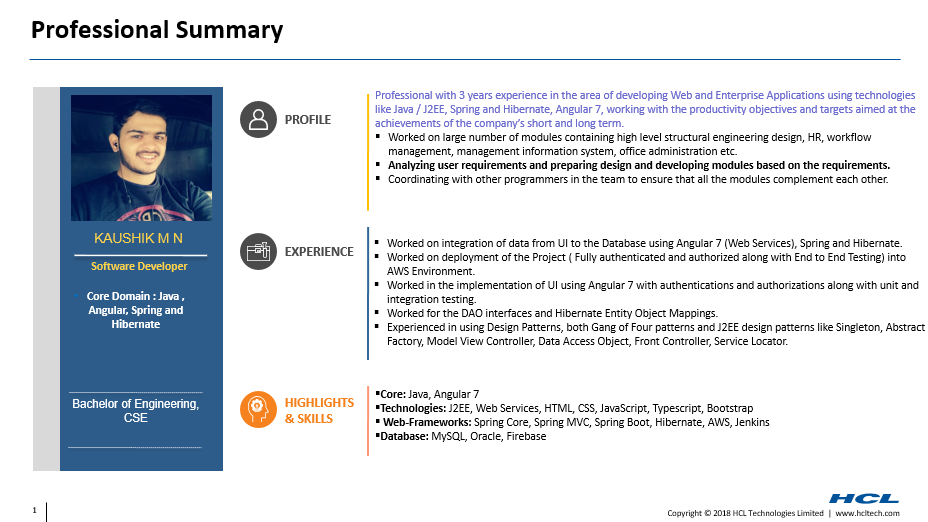 Professional Summary
KAUSHIK M N
Software Developer
Core Domain : Java ,
Angular, Spring and
Hibernate
Bachelor of Engineering,
CSE
PROFILE
Professional with 3 years experience in the area of developing Web and Enterprise Applications using technologies
like Java / J2EE, Spring and Hibernate, Angular 7, working with the productivity objectives and targets aimed at the
achievements of the company's short and long term.
▪ Worked on large number of modules containing high level structural engineering design, HR, workflow
management, management information system, office administration etc.
▪ Analyzing user requirements and preparing design and developing modules based on the requirements.
▪ Coordinating with other programmers in the team to ensure that all the modules complement each other.
EXPERIENCE
▪ Worked on integration of data from UI to the Database using Angular 7 (Web Services), Spring and Hibernate.
▪ Worked on deployment of the Project ( Fully authenticated and authorized along with End to End Testing) into
AWS Environment.
▪ Worked in the implementation of UI using Angular 7 with authentications and authorizations along with unit and
integration testing.
▪ Worked for the DAO interfaces and Hibernate Entity Object Mappings.
▪ Experienced in using Design Patterns, both Gang of Four patterns and J2EE design patterns like Singleton, Abstract
Factory, Model View Controller, Data Access Object, Front Controller, Service Locator.
HIGHLIGHTS
& SKILLS
▪Core: Java, Angular 7
▪Technologies: J2EE, Web Services, HTML, CSS, JavaScript, Typescript, Bootstrap
▪ Web-Frameworks: Spring Core, Spring MVC, Spring Boot, Hibernate, AWS, Jenkins
▪Database: MySQL, Oracle, Firebase
1
HCL
Copyright © 2018 HCL Technologies Limited | www.hcltech.com